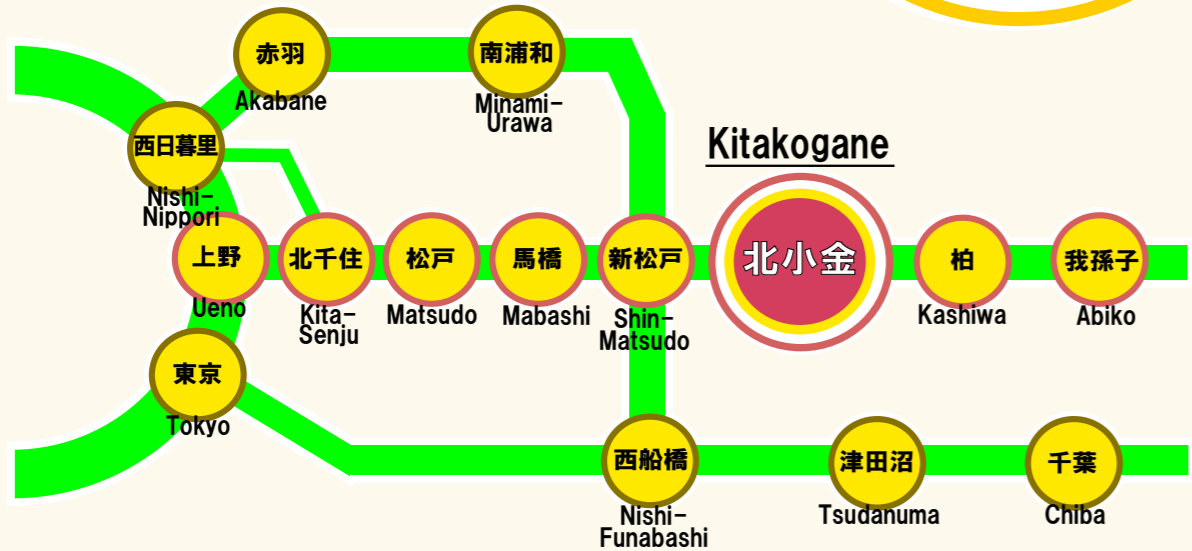 赤羽
Akabane
南浦和
Minami-
Urawa
西日暮里
Nishi-
Nippori
Kitakogane
上野
Ueno
北千住
Kita-
Senju
松戸
Matsudo
馬橋
Mabashi
新松戸
Shin-
Matsudo
北小金
柏
Kashiwa
我孫子
Abiko
東京
Tokyo
西船橋
Nishi-
Funabashi
津田沼
Tsudanuma
千葉
Chiba